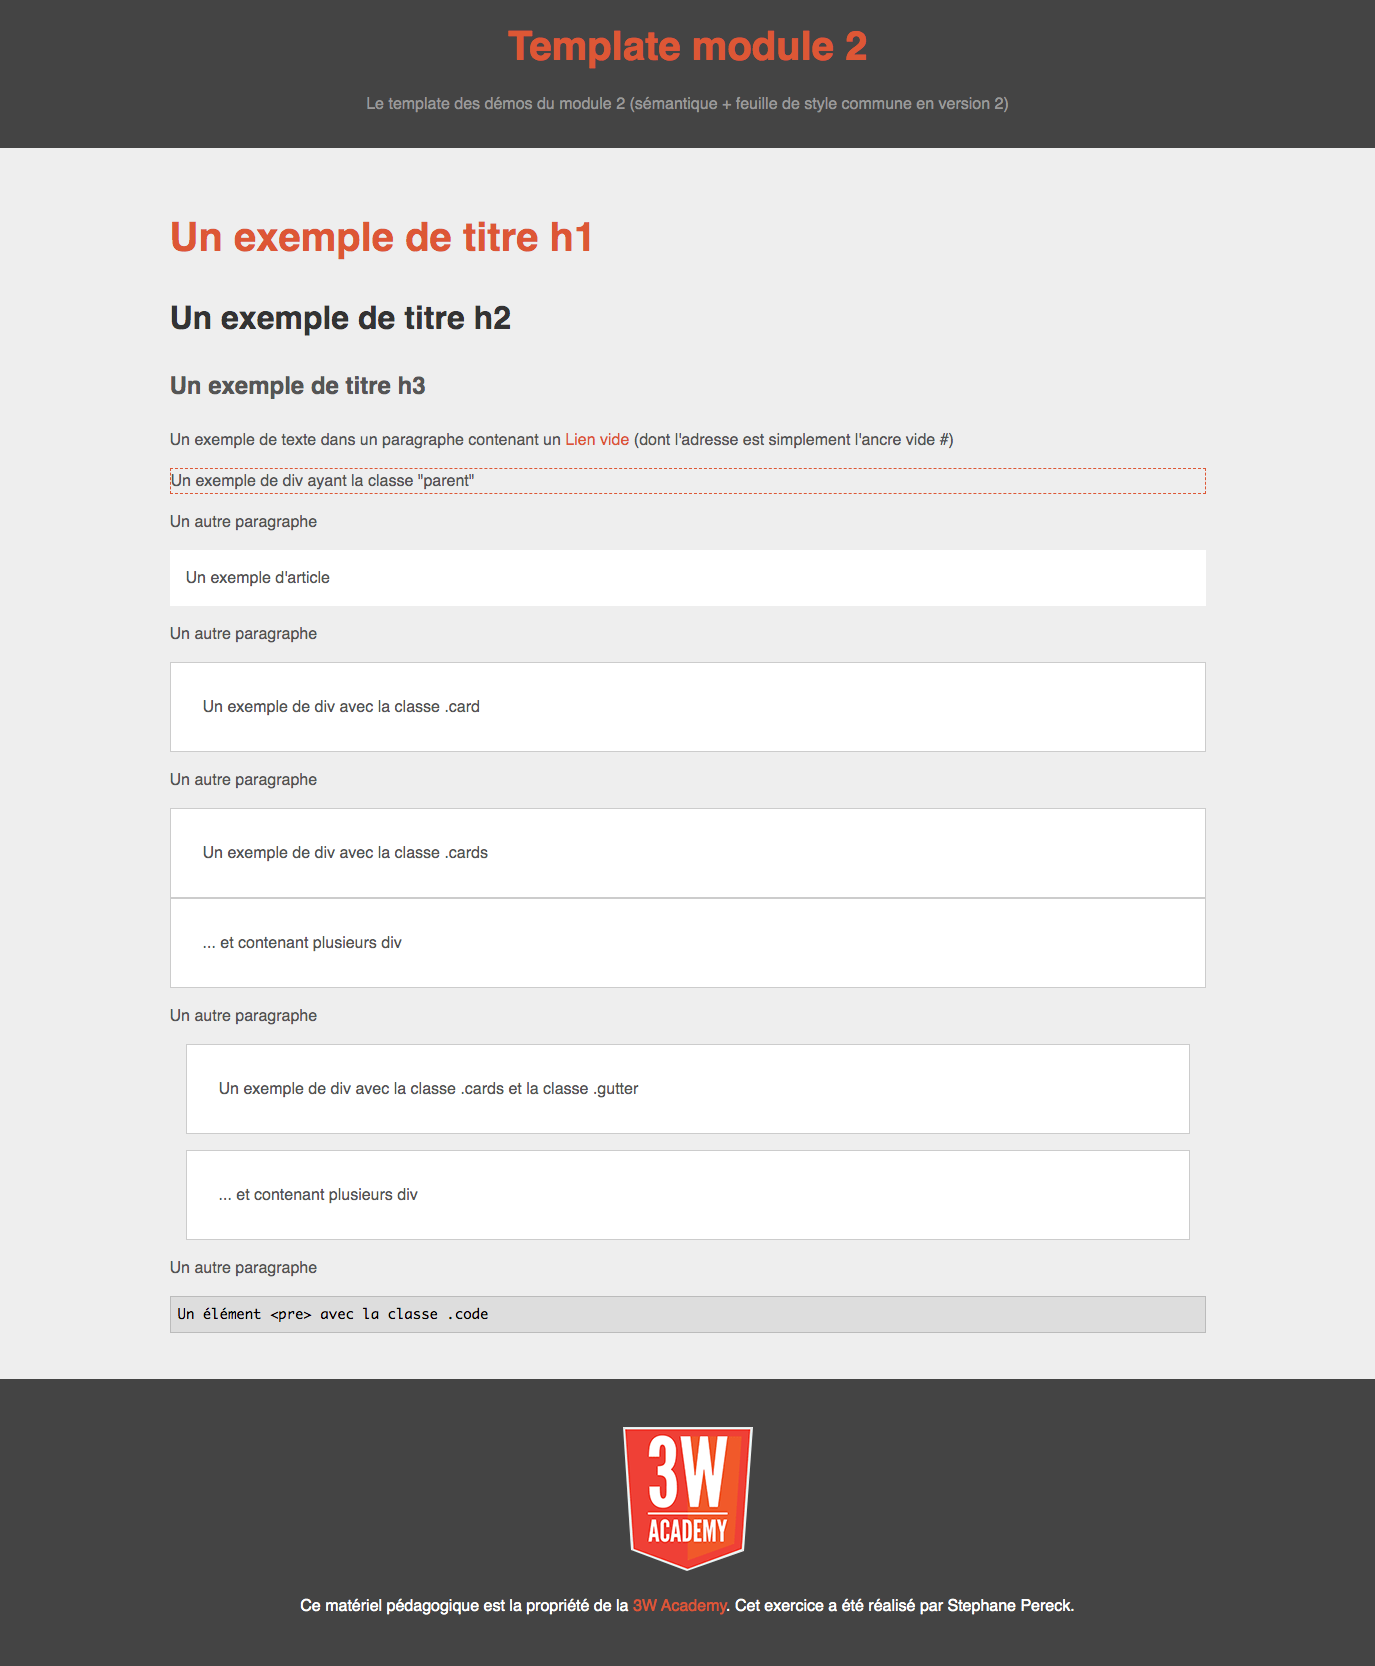 Template module 2
Le template des démos du module 2 (sémantique + feuille de style commune en version 2)
Un exemple de titre h1
Un exemple de titre h2
Un exemple de titre h3
Un exemple de texte dans un paragraphe contenant un Lien vide (dont l'adresse est simplement l'ancre vide #)
Un exemple de div ayant la classe "parent"
Un autre paragraphe
Un exemple d'article
Un autre paragraphe
Un exemple de div avec la classe .card
Un autre paragraphe
Un exemple de div avec la classe .cards
... et contenant plusieurs div
Un autre paragraphe
Un exemple de div avec la classe .cards et la classe .gutter
... et contenant plusieurs div
Un autre paragraphe
Un élément <pre> avec la classe .code
3W
ACADEMY
Ce matériel pédagogique est la propriété de la 3W Academy. Cet exercice a été réalisé par Stephane Pereck.